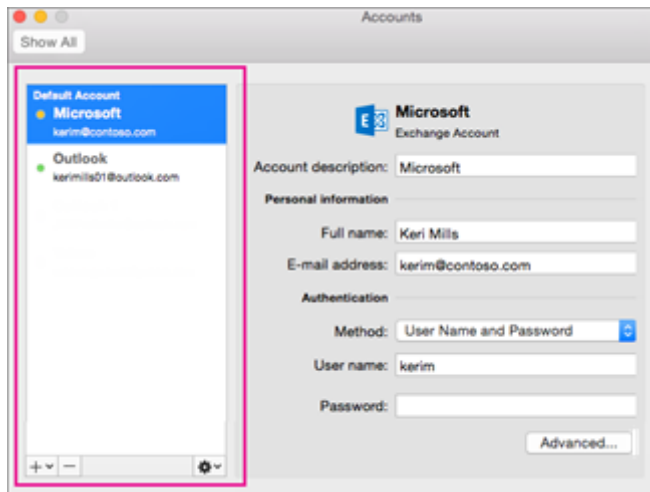 Accounts
Show All
Default Account
Microsoft
kerim@contoso.com
Outlook
kerimills01@outlook.com
Microsoft
Exchange Account
Account description: Microsoft
Personal information
Full name: Keri Mills
E-mail address: kerim@contoso.com
Authentication
Method: User Name and Password
User name: kerim
Password:
Advanced...